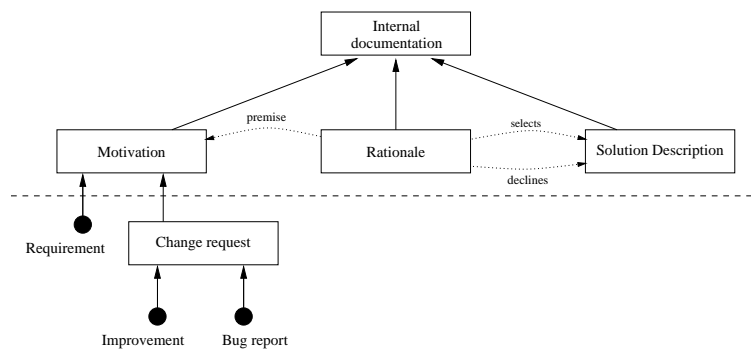 Internal
documentation
premise
selects
Motivation
Rationale
Solution Description
declines
Requirement
Change request
Improvement
Bug report